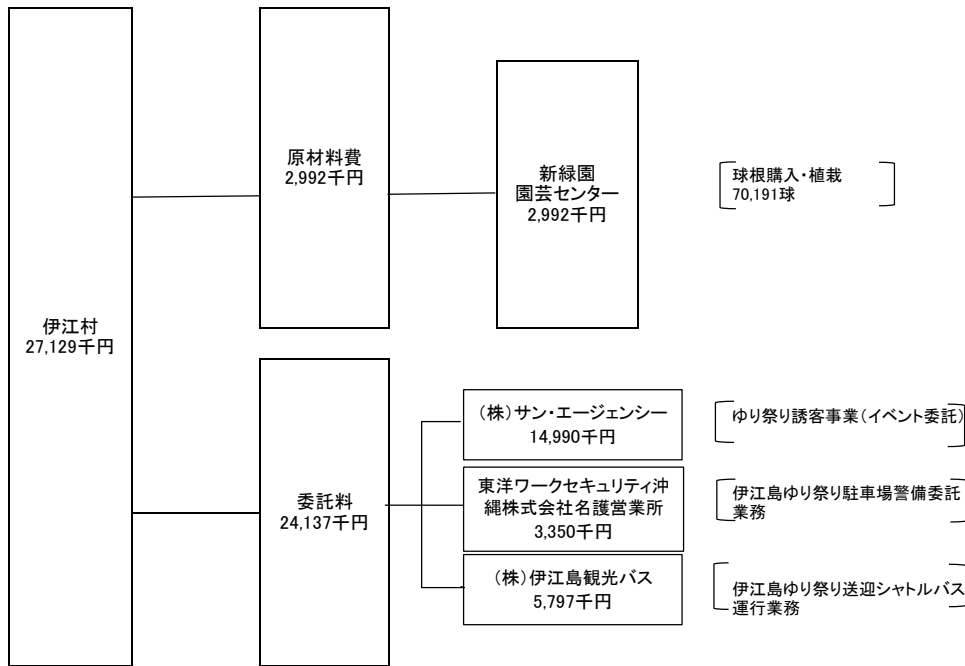 伊江村
27,129千円
原材料費
2,992千円
新緑園
園芸センター
2,992千円
球根購入・植栽
70,191球
委託料
24,137千円
(株)サン・エージェンシー
14,990千円
ゆり祭り誘客事業(イベント委託)
東洋ワークセキュリティ沖
縄株式会社名護営業所
3,350千円
伊江島ゆり祭り駐車場警備委託
業務
(株)伊江島観光バス
5,797千円
伊江島ゆり祭り送迎シャトルバス
運行業務